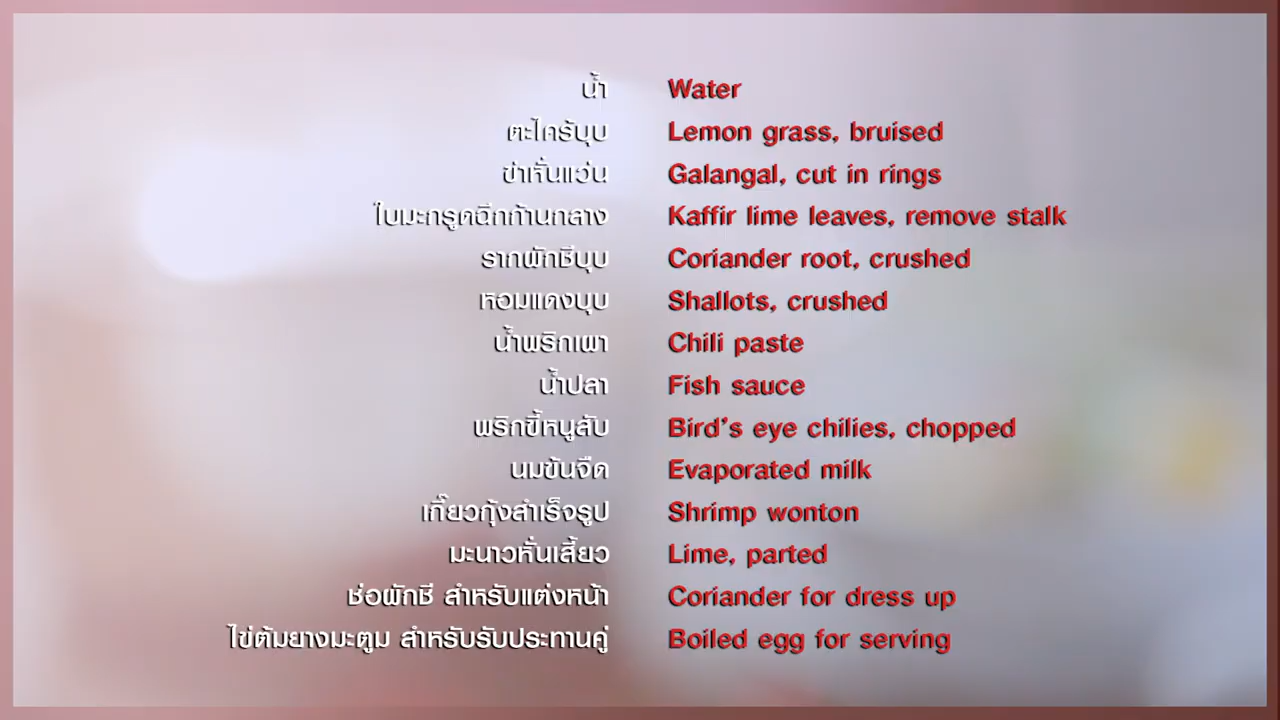 น้ำ Water
ตะไคร้บุบ Lemon grass, bruised
ข่าหั่นแว่น Galangal, cut in rings
ใบมะกรูดฉีกก้านกลาง Kaffir lime leaves, remove stalk
รากผักชีบุบ Coriander root, crushed
หอมแดงบุบ Shallots, crushed
น้ำพริกเผา Chili paste
น้ำปลา Fish sauce
พริกขี้หนูสับ Bird's eye chilies, chopped
นมข้นจืด Evaporated milk
เกี๊ยวกุ้งสำเร็จรูป Shrimp wonton
มะนาวหั่นเสี้ยว Lime, parted
ช่อผักชี สำหรับแต่งหน้า Coriander for dress up
ไข่ต้มยางมะตูม สำหรับรับประทานคู่ Boiled egg for serving